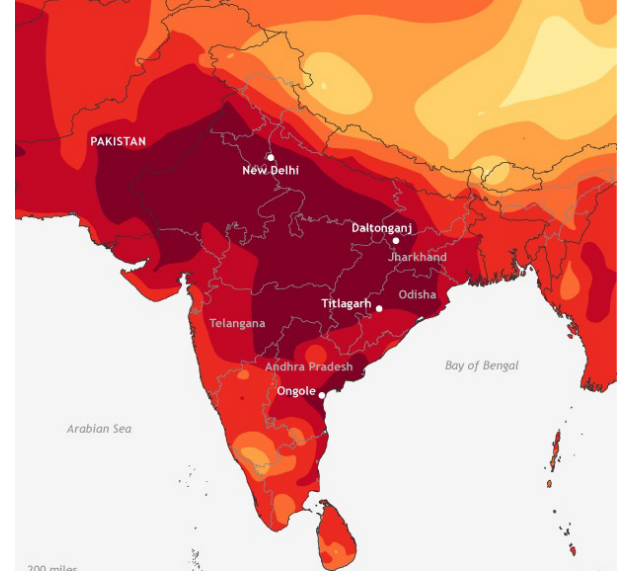 PAKISTAN
New Delhi
Daltonganj
Jharkhand
Odisha
Titlagarh
Telangana
Andhra Pradesh
Bay of Bengal
Ongole
Arabian Sea
200 miles